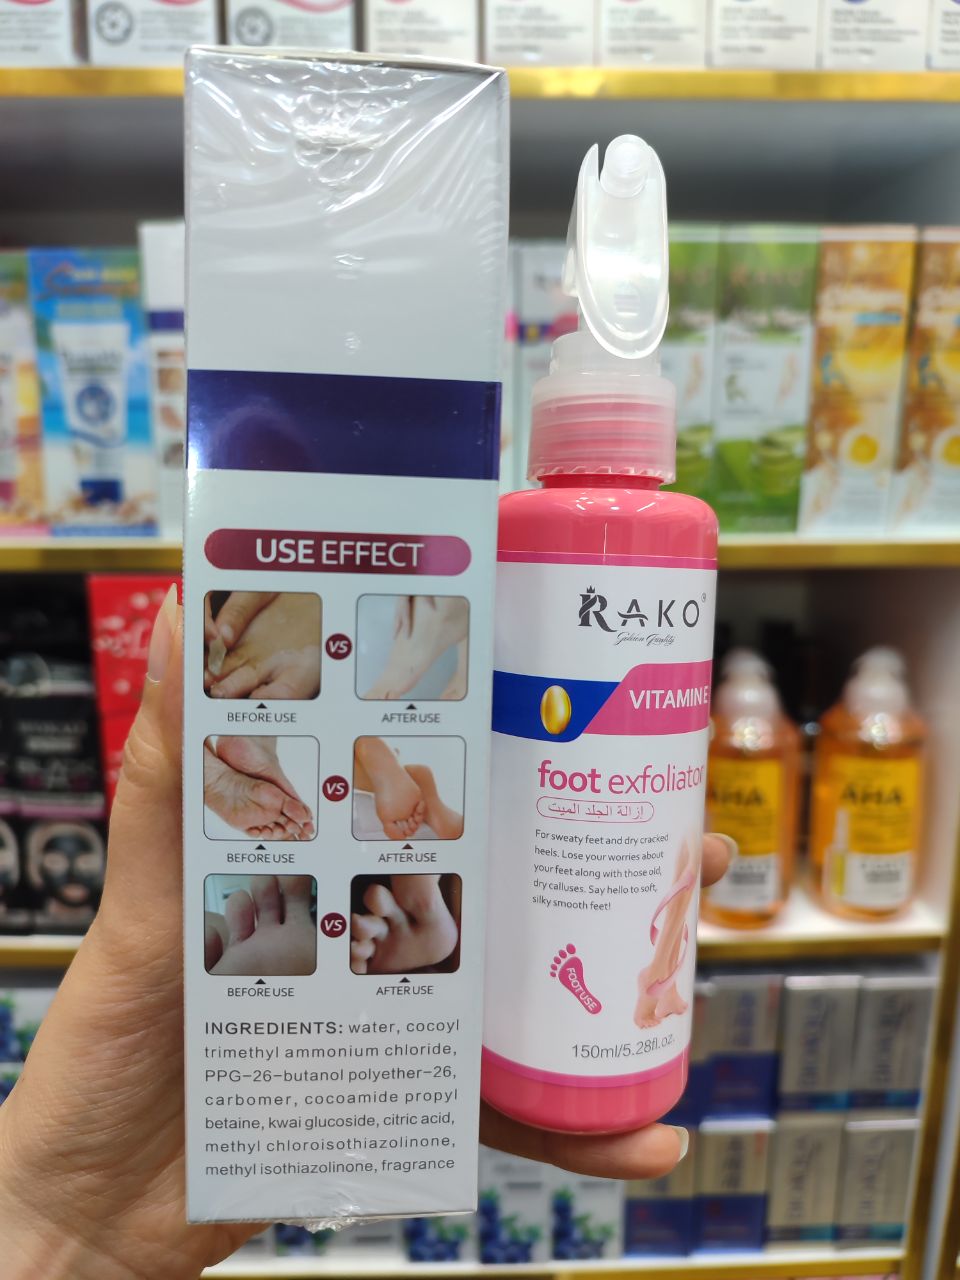 USE EFFECT
VS
BEFORE USE
AFTER USE
VS
BEFORE USE
AFTER USE
VS
BEFORE USE
AFTER USE
INGREDIENTS: water, cocoyl
trimethyl ammonium chloride,
PPG-26-butanol polyether-26,
carbomer, cocoamide propyl
betaine, kwai glucoside, citric acid,
methyl chloroisothiazolinone,
methyl isothiazolinone, fragrance
RAKO®
Golden Quality
VITAMIN E
foot exfoliator
إزالة الجلد الميت
For sweaty feet and dry cracked
heels. Lose your worries about
your feet along with those old,
dry calluses. Say hello to soft,
silky smooth feet!
FOOT USE
150ml/5.28fl.oz.
AHA
AHA